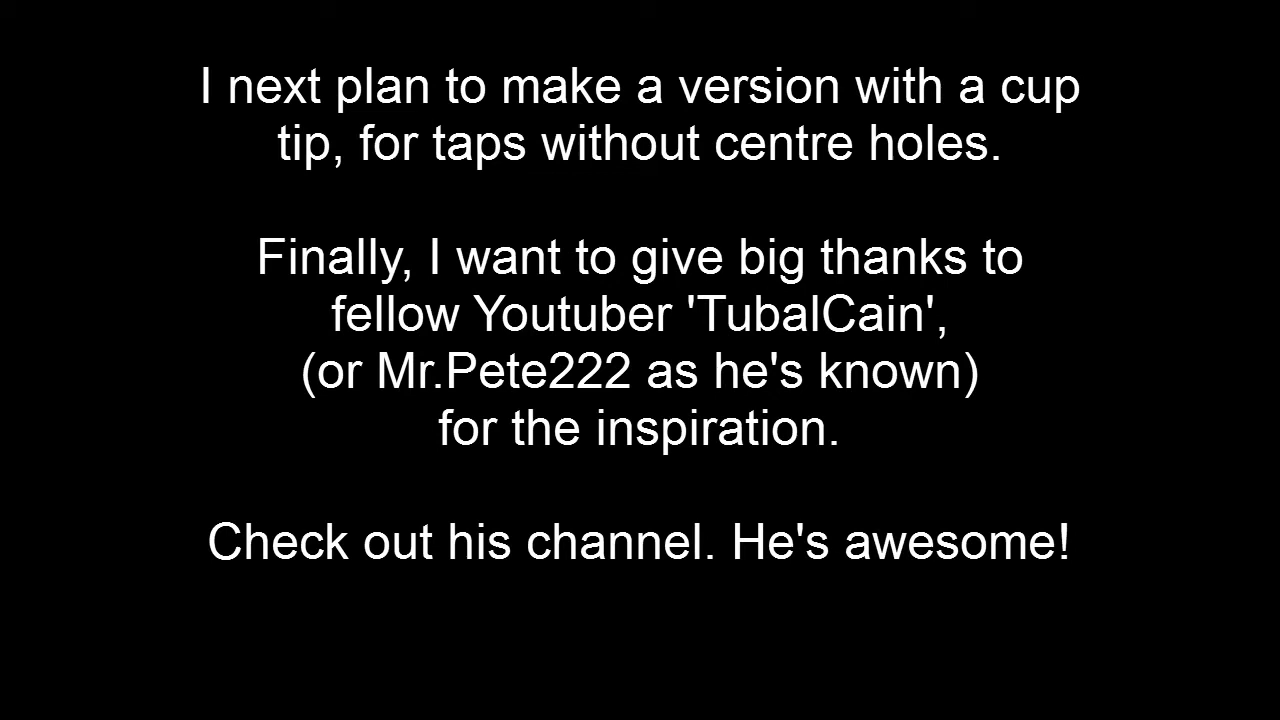 I next plan to make a version with a cup
tip, for taps without centre holes.
Finally, I want to give big thanks to
fellow Youtuber 'TubalCain',
(or Mr.Pete222 as he's known)
for the inspiration.
Check out his channel. He's awesome!